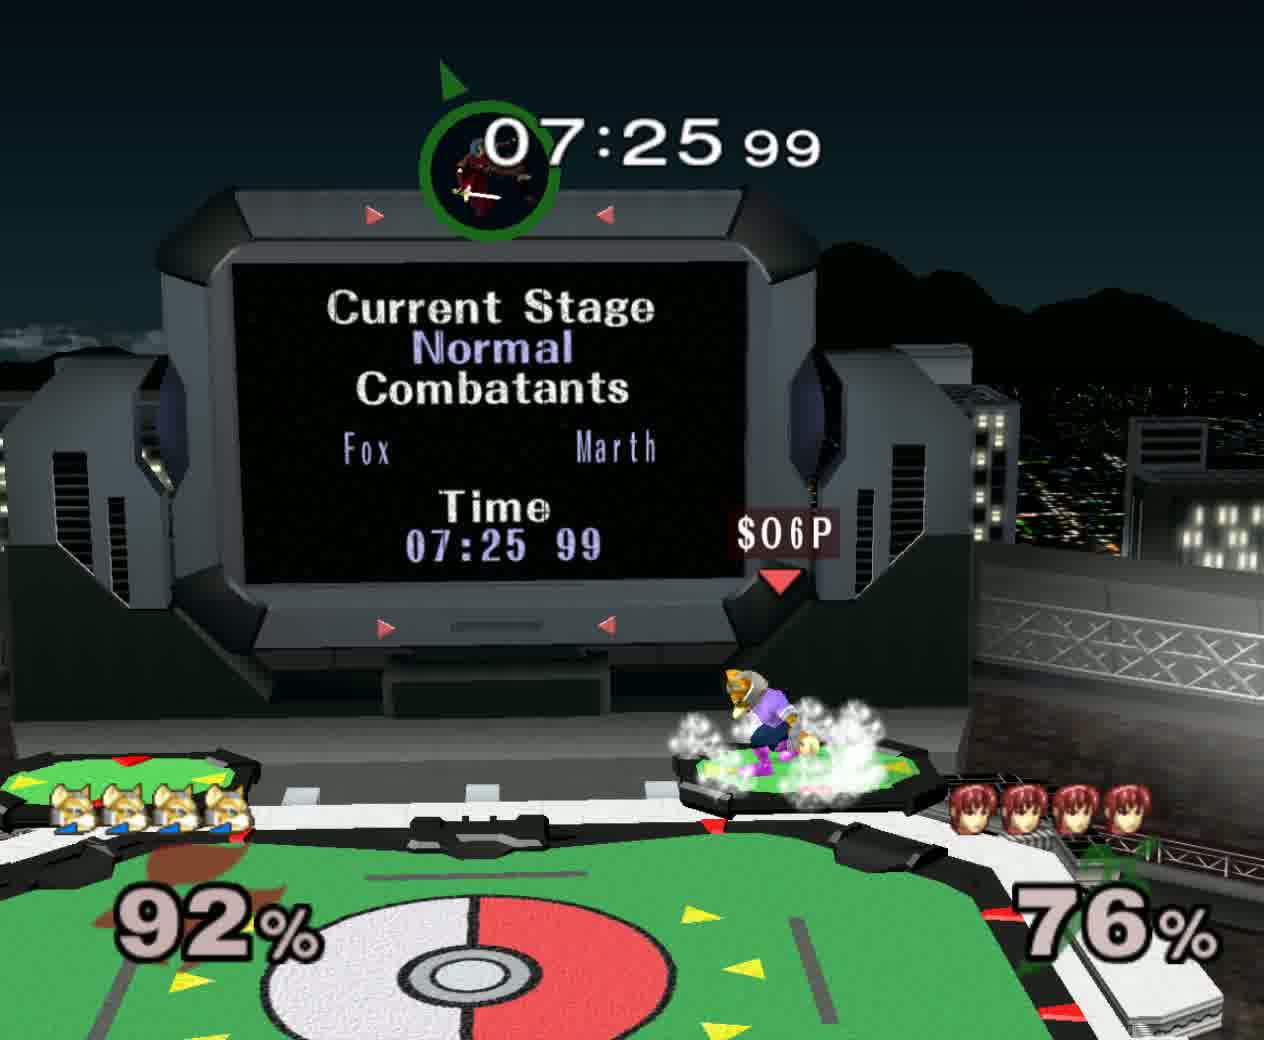 07:25 99
Current Stage
Normal
Combatants
Fox Marth
Time
07:25 99
$06P
92%
76%